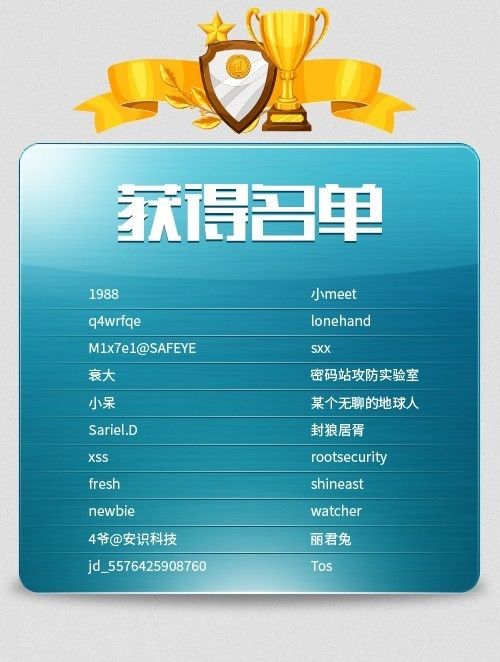 获得名单
1988 小meet
q4wrfqe lonehand
M1x7e1@SAFEYE sxx
衰大 密码站攻防实验室
小呆 某个无聊的地球人
Sariel.D 封狼居胥
xss rootsecurity
fresh shineast
newbie watcher
4爷@安识科技 丽君兔
jd_5576425908760 Tos